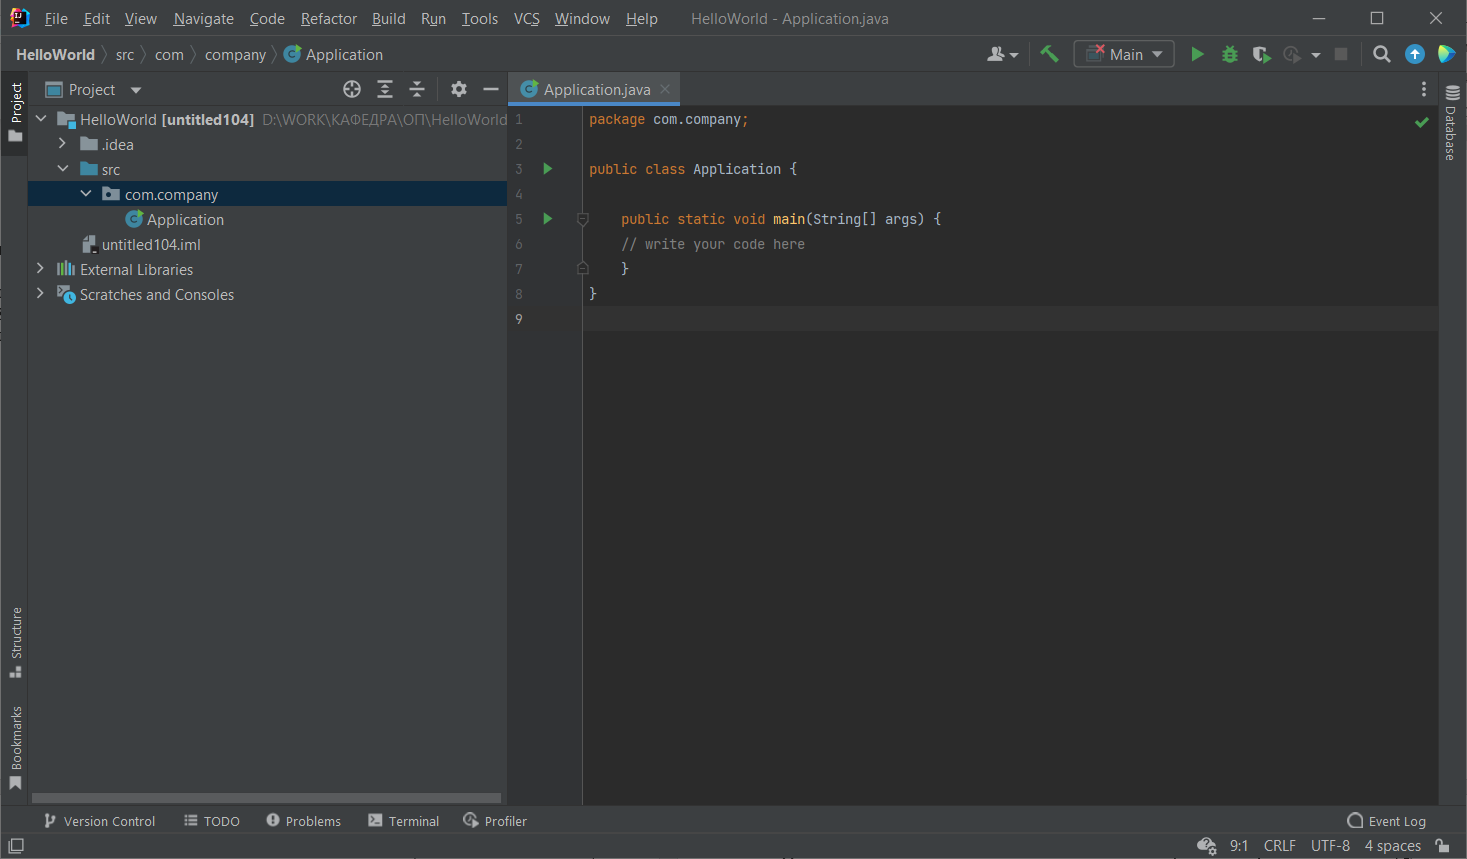 File Edit View Navigate Code Refactor Build Run Tools VCS Window Help HelloWorld - Application.java
HelloWorld src com company Application Main
Project
Project
Application.java
HelloWorld [untitled104] D:\WORK\КАФЕДРА\ОП\HelloWorld
.idea
src
com.company
Application
untitled104.iml
External Libraries
Scratches and Consoles
1 package com.company;
2
3 public class Application {
4
5 public static void main(String[] args) {
6 // write your code here
7 }
8 }
9
Database
Structure
Bookmarks
Version Control TODO Problems Terminal Profiler Event Log
9:1 CRLF UTF-8 4 spaces